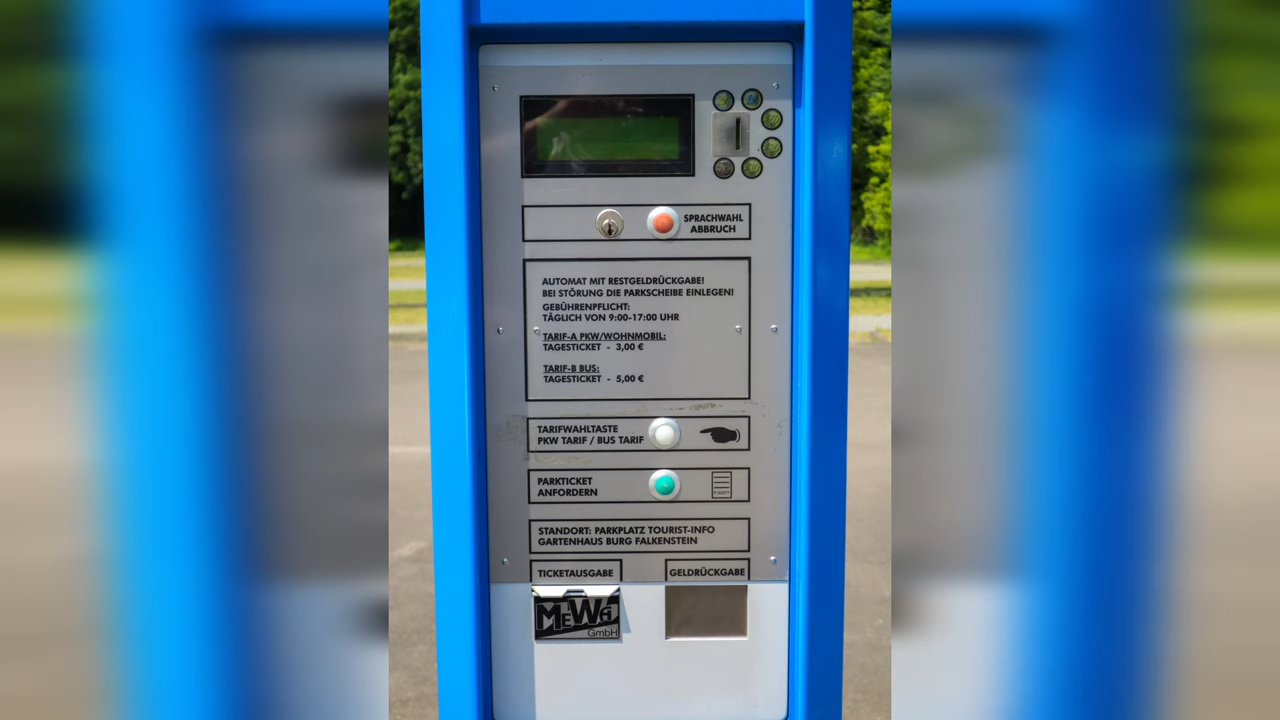 SPRACHWAHL
ABBRUCH
AUTOMAT MIT RESTGELDRÜCKGABE!
BEI STÖRUNG DIE PARKSCHEIBE EINLEGEN!
GEBÜHRENPFLICHT:
TÄGLICH VON 9:00-17:00 UHR
TARIF-A PKW/WOHNMOBIL:
TAGESTICKET - 3,00 €
TARIF-B BUS:
TAGESTICKET - 5,00 €
TARIFWAHLTASTE
PKW TARIF / BUS TARIF
PARKTICKET
ANFORDERN
STANDORT: PARKPLATZ TOURIST-INFO
GARTENHAUS BURG FALKENSTEIN
TICKETAUSGABE
GELDRÜCKGABE
MEWA
GmbH